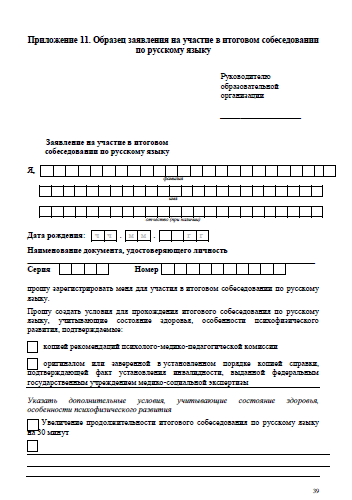 Приложение 11. Образец заявления на участие в итоговом собеседовании
по русскому языку
Руководителю
образовательной
организации
Заявление на участие в итоговом
собеседовании по русскому языку
Я,
фамилия
имя
отчество (при наличии)
Дата рождения: ч ч . м м . г г
Наименование документа, удостоверяющего личность
Серия Номер
прошу зарегистрировать меня для участия в итоговом собеседовании по русскому
языку.
Прошу создать условия для прохождения итогового собеседования по русскому
языку, учитывающие состояние здоровья, особенности психофизического
развития, подтверждаемые:
копией рекомендаций психолого-медико-педагогической комиссии
оригиналом или заверенной в установленном порядке копией справки,
подтверждающей факт установления инвалидности, выданной федеральным
государственным учреждением медико-социальной экспертизы
Указать дополнительные условия, учитывающие состояние здоровья,
особенности психофизического развития
Увеличение продолжительности итогового собеседования по русскому языку
на 30 минут
39